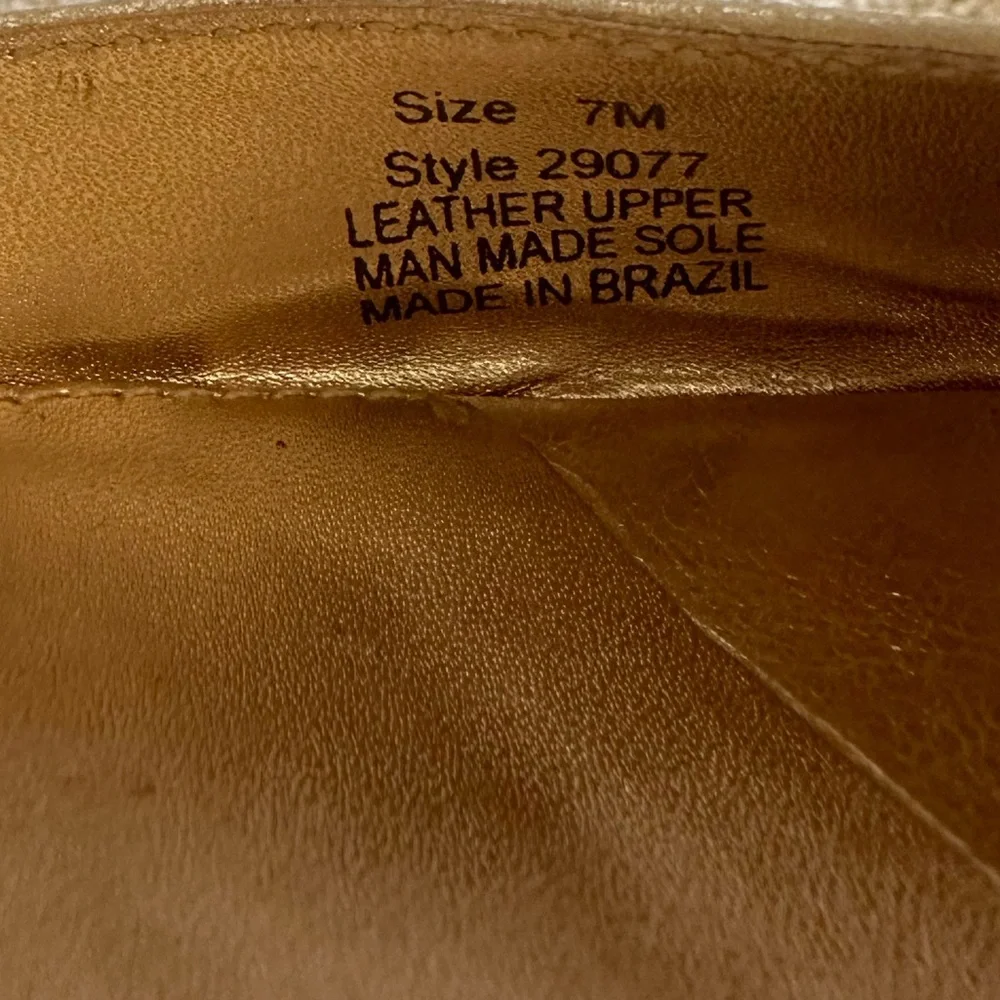 Size 7M
Style 29077
LEATHER UPPER
MAN MADE SOLE
MADE IN BRAZIL